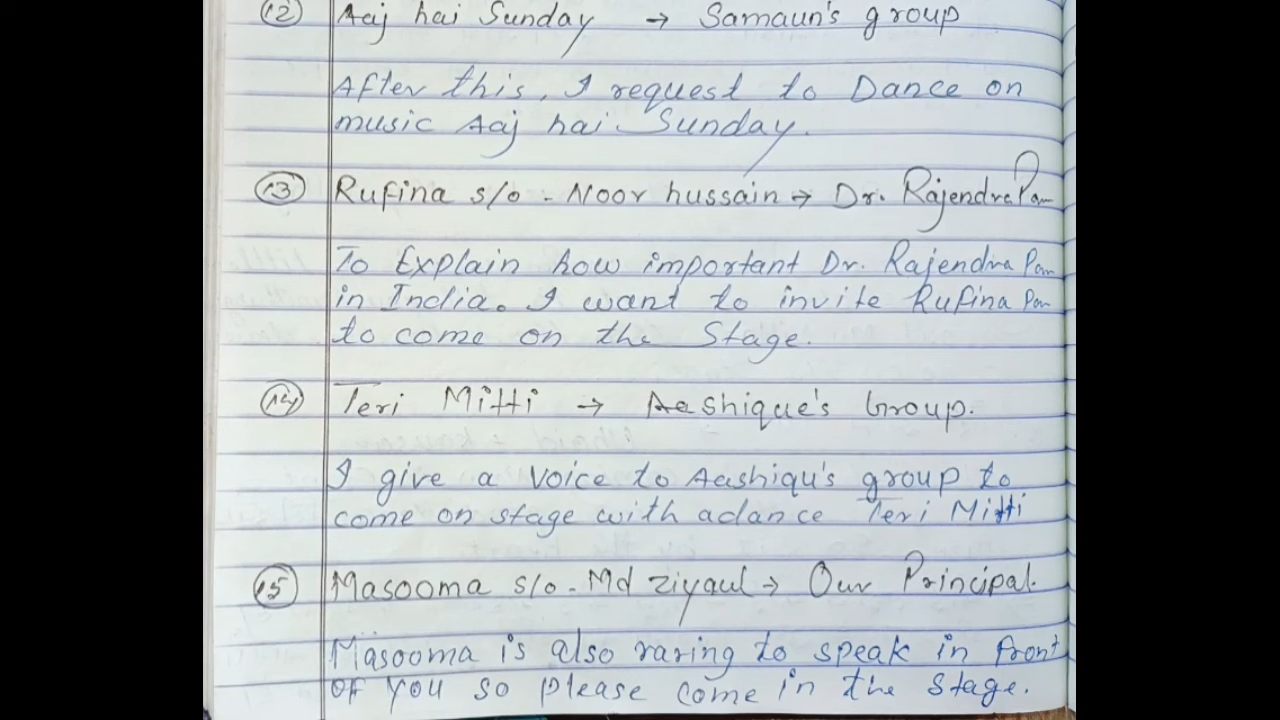 12 Aaj hai Sunday → Samaun's group
After this, I request to Dance on
music Aaj hai Sunday.
13 Rufina s/o - Noor hussain → Dr. Rajendra
To Explain how important Dr. Rajendra
in India. I want to invite Rufina
to come on the Stage.
14 Teri Mitti → Aashique's Group.
I give a voice to Aashiqu's group to
come on stage with adance Teri Mitti
15 Masooma s/o - Md ziyaul → Our Principal.
Masooma is also raring to speak in front
of you so please come in the stage.